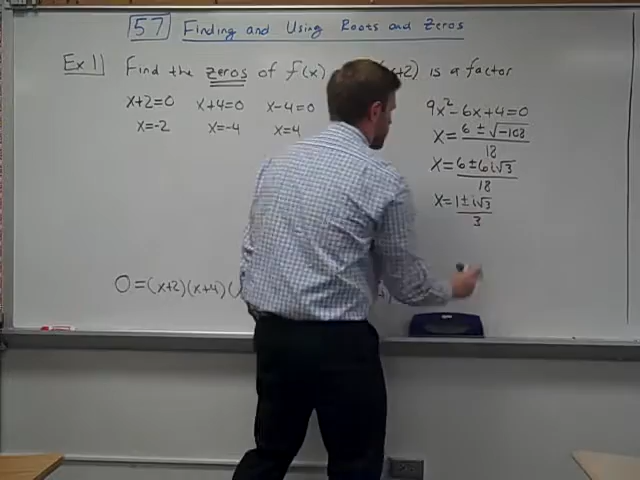 57 Finding and Using Roots and Zeros
Ex 1) Find the zeros of f(x) x+2) is a factor
x+2=0 x+4=0 x-4=0 9x²-6x+4=0
x=-2 x=-4 x=4 x=6±√-108/18
x=6±6i√3/18
x=1±i√3/3
0=(x+2)(x+4)(